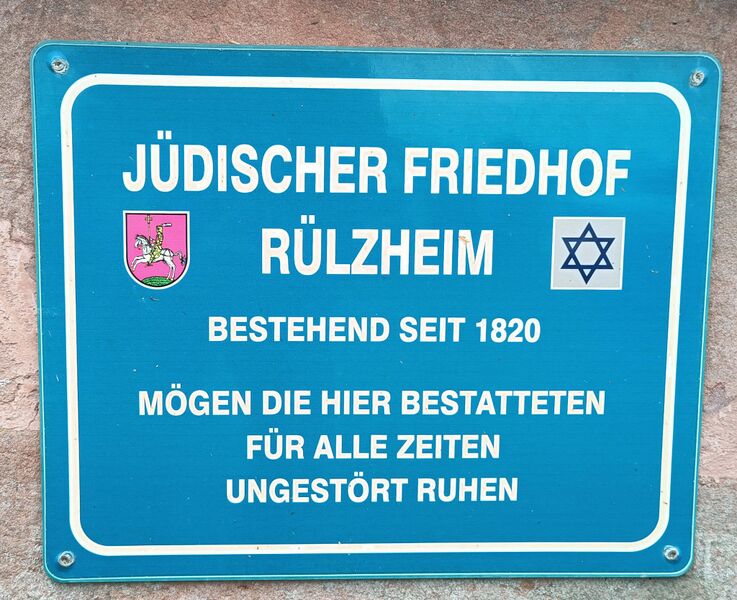 JÜDISCHER FRIEDHOF
RÜLZHEIM
BESTEHEND SEIT 1820
MÖGEN DIE HIER BESTATTETEN
FÜR ALLE ZEITEN
UNGESTÖRT RUHEN